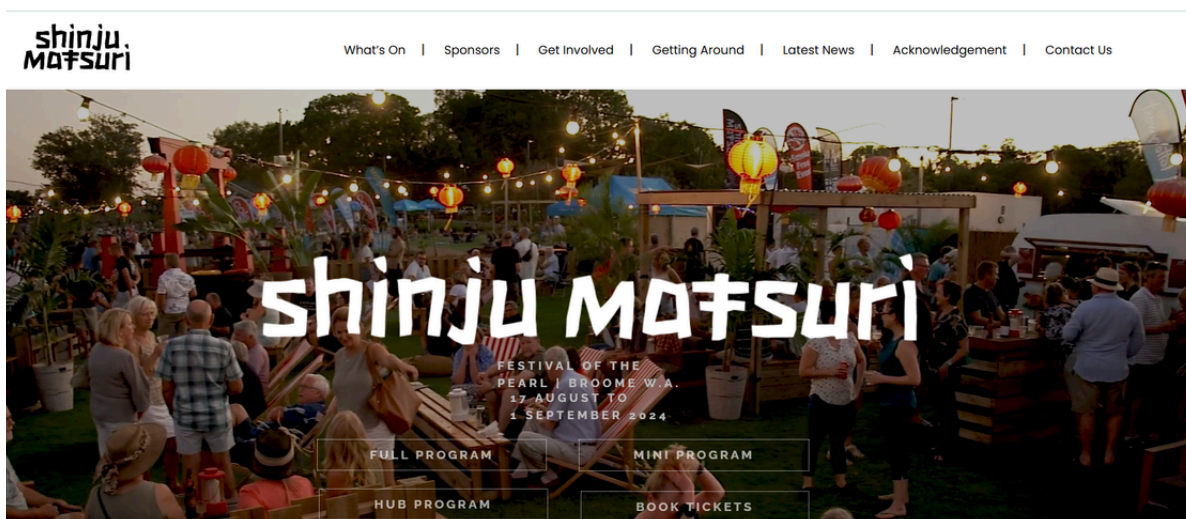 shinju
matsuri
What's On | Sponsors | Get Involved | Getting Around | Latest News | Acknowledgement | Contact Us
shinju matsuri
FESTIVAL OF THE
PEARL | BROOME W.A.
17 AUGUST TO
1 SEPTEMBER 2024
FULL PROGRAM
MINI PROGRAM
HUB PROGRAM
BOOK TICKETS